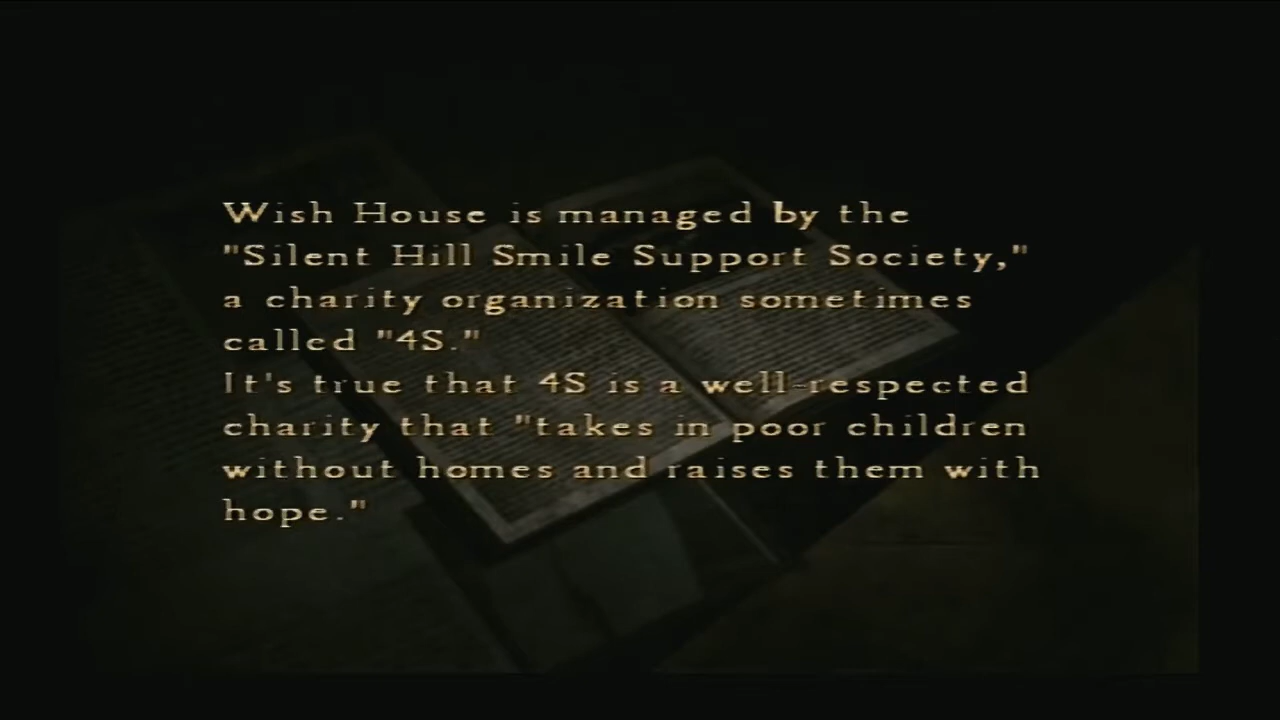 Wish House is managed by the
"Silent Hill Smile Support Society,"
a charity organization sometimes
called "4S."
It's true that 4S is a well-respected
charity that "takes in poor children
without homes and raises them with
hope."